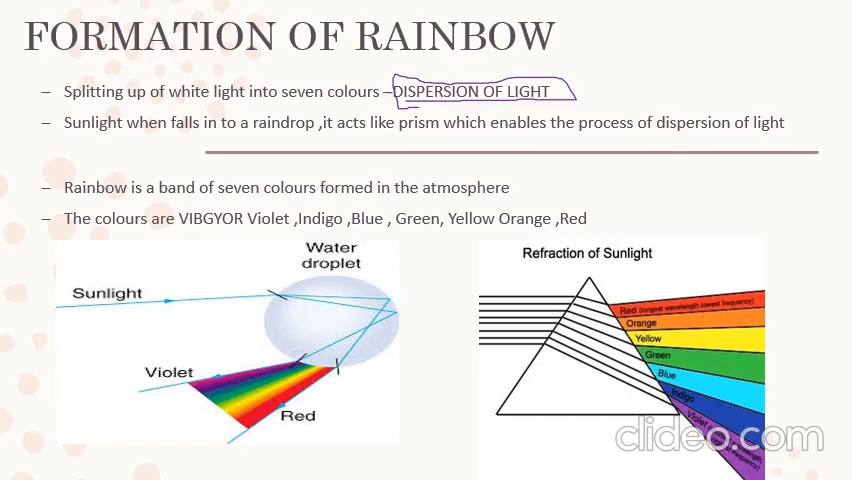 FORMATION OF RAINBOW
– Splitting up of white light into seven colours –DISPERSION OF LIGHT
– Sunlight when falls in to a raindrop ,it acts like prism which enables the process of dispersion of light
– Rainbow is a band of seven colours formed in the atmosphere
– The colours are VIBGYOR Violet ,Indigo ,Blue , Green, Yellow Orange ,Red
Water
droplet
Sunlight
Violet
Red
Refraction of Sunlight
Red (longest wavelength,lowest frequency)
Orange
Yellow
Green
Blue
Indigo
Violet
frequency)
clideo.com